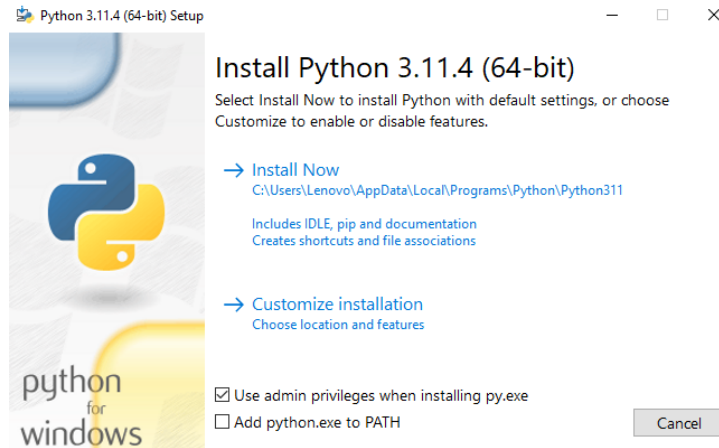 Python 3.11.4 (64-bit) Setup
Install Python 3.11.4 (64-bit)
Select Install Now to install Python with default settings, or choose
Customize to enable or disable features.
→ Install Now
C:\Users\Lenovo\AppData\Local\Programs\Python\Python311
Includes IDLE, pip and documentation
Creates shortcuts and file associations
→ Customize installation
Choose location and features
Use admin privileges when installing py.exe
Add python.exe to PATH
Cancel
python
for
windows